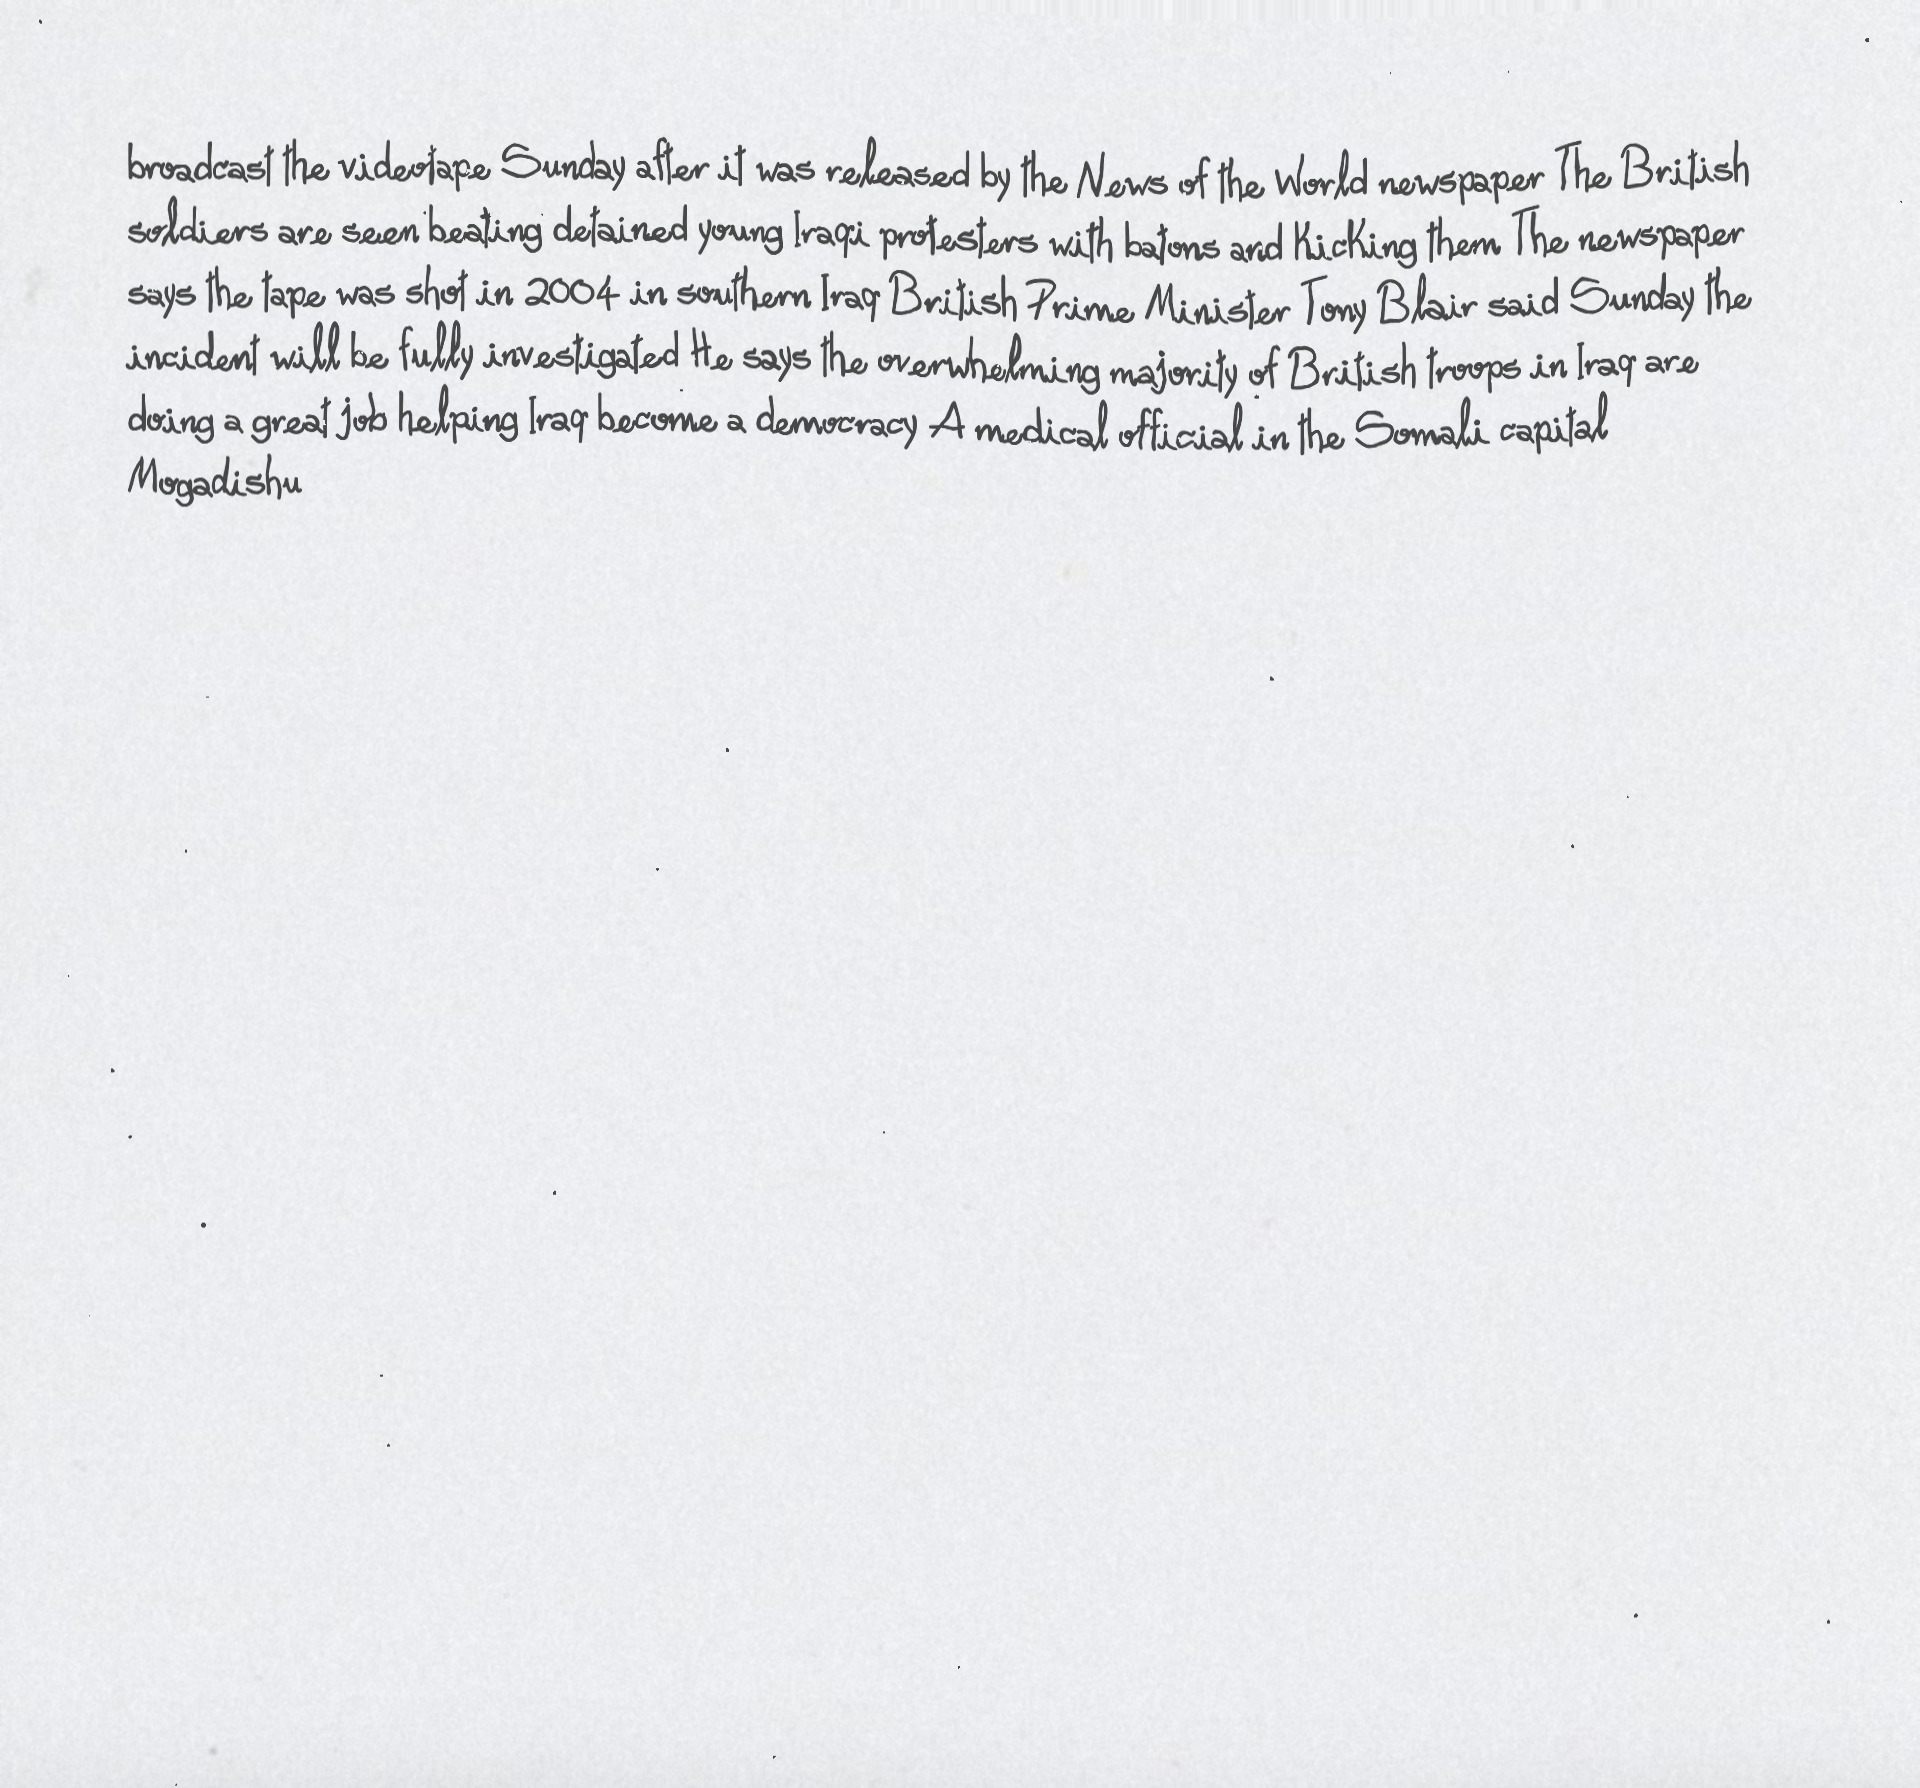 broadcast the videotape Sunday after it was released by the News of the World newspaper The British
soldiers are seen beating detained young Iraqi protesters with batons and kicking them The newspaper
says the tape was shot in 2004 in southern Iraq British Prime Minister Tony Blair said Sunday the
incident will be fully investigated He says the overwhelming majority of British troops in Iraq are
doing a great job helping Iraq become a democracy A medical official in the Somali capital
Mogadishu